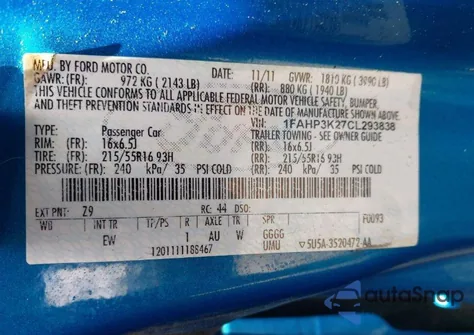 MFD. BY FORD MOTOR CO.
DATE: 11/11 GVWR: 1810 KG (3990 LB)
GAWR: (FR): 972 KG (2143 LB) (RR): 880 KG (1940 LB)
THIS VEHICLE CONFORMS TO ALL APPLICABLE FEDERAL MOTOR VEHICLE SAFETY, BUMPER,
AND THEFT PREVENTION STANDARDS IN EFFECT ON THE DATE OF MANUFACTURE SHOWN ABOVE.
VIN: 1FAHP3K27CL293838
TYPE: Passenger Car TRAILER TOWING - SEE OWNER GUIDE
RIM: (FR): 16x6.5J (RR): 16x6.5J
TIRE: (FR): 215/55R16 93H (RR): 215/55R16 93H
PRESSURE: (FR): 240 kPa/ 35 PSI COLD (RR): 240 kPa/ 35 PSI COLD
EXT PNT: Z9 RC: 44 DSO: F0093
WB INT TR TP/PS R AXLE TR SPR
EW 1 AU W GGGG
1201111188467 UMU 5U5A-3520472-AA
autoSnap